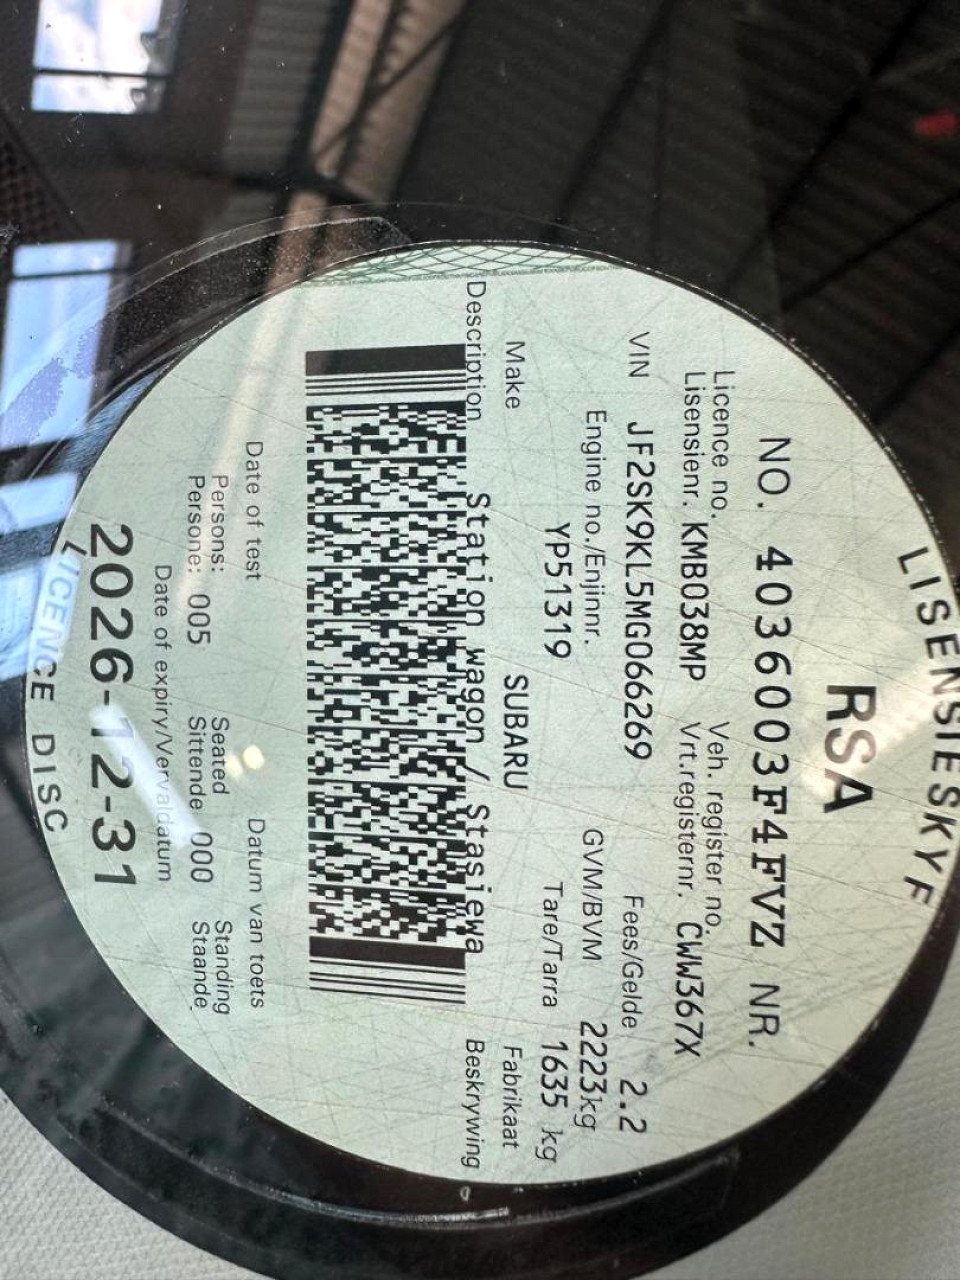 LISENSIESKYF
RSA
NO. 4036003F4FVZ NR.
Licence no. Veh. register no.
Lisensienr. KMB038MP Vrt.registernr. CWW367X
VIN JF2SK9KL5MG066269 Fees/Gelde 2.2
Engine no./Enjinnr. GVM/BVM 2223kg
YP51319 Tare/Tarra 1635 kg
Make SUBARU Fabrikaat
Description Station wagon / Stasiewa Beskrywing
Date of test Datum van toets
Persons: Seated Standing
Persone: 005 Sittende 000 Staande
Date of expiry/Vervaldatum
2026-12-31
LICENCE DISC